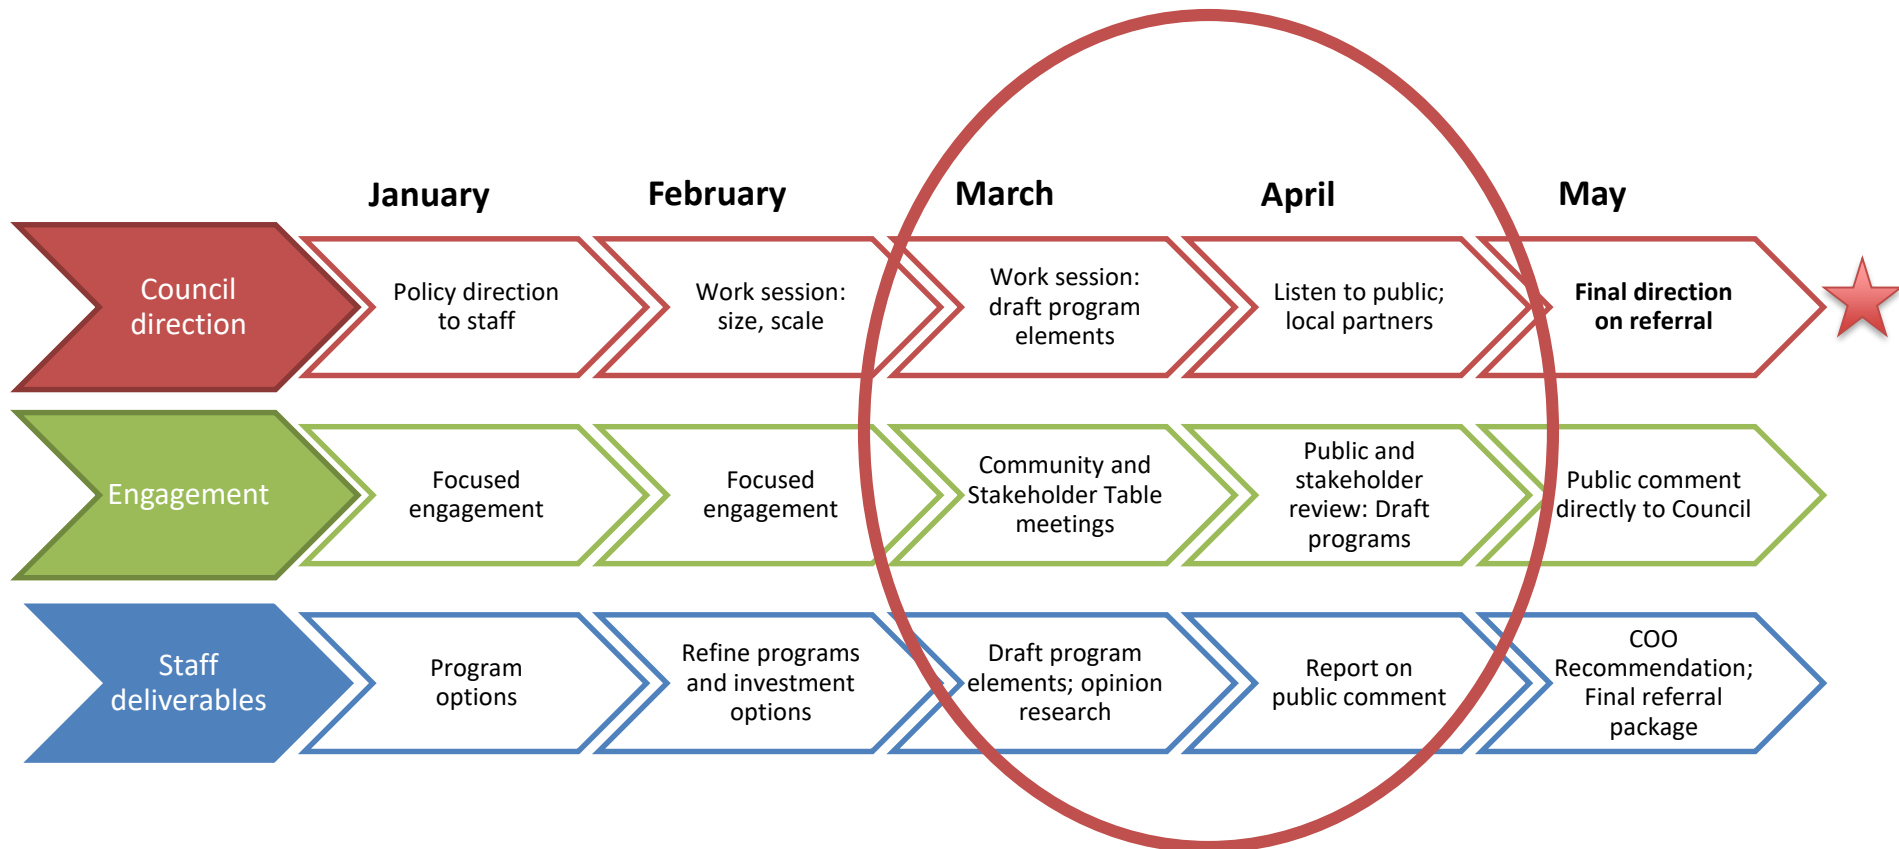 January
February
March
April
May
Council
direction
Policy direction
to staff
Work session:
size, scale
Work session:
draft program
elements
Listen to public;
local partners
Final direction
on referral
Engagement
Focused
engagement
Focused
engagement
Community and
Stakeholder Table
meetings
Public and
stakeholder
review: Draft
programs
Public comment
directly to Council
Staff
deliverables
Program
options
Refine programs
and investment
options
Draft program
elements; opinion
research
Report on
public comment
COO
Recommendation;
Final referral
package